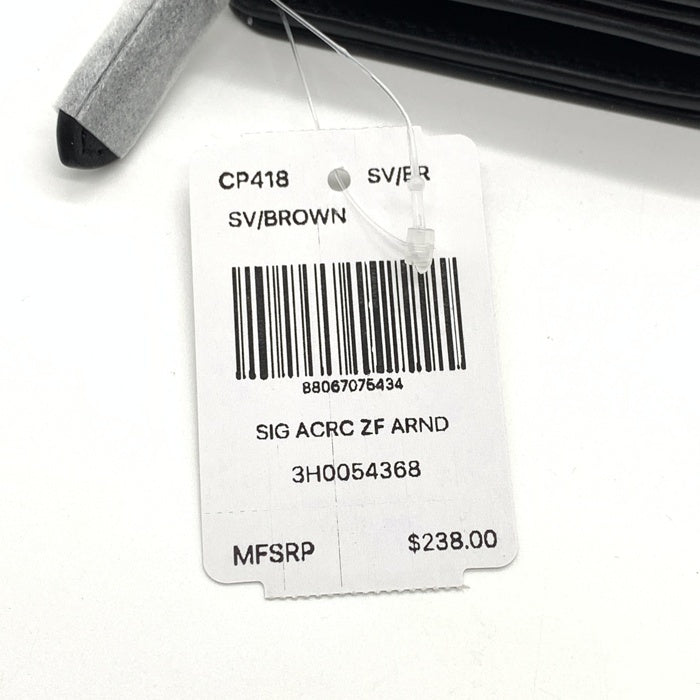 CP418 SV/BR
SV/BROWN
88067075434
SIG ACRC ZF ARND
3H0054368
MFSRP $238.00